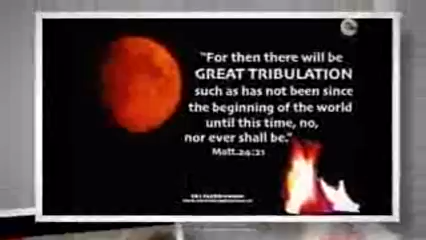 "For then there will be
GREAT TRIBULATION
such as has not been since
the beginning of the world
until this time, no,
nor ever shall be."
Matt.24:21